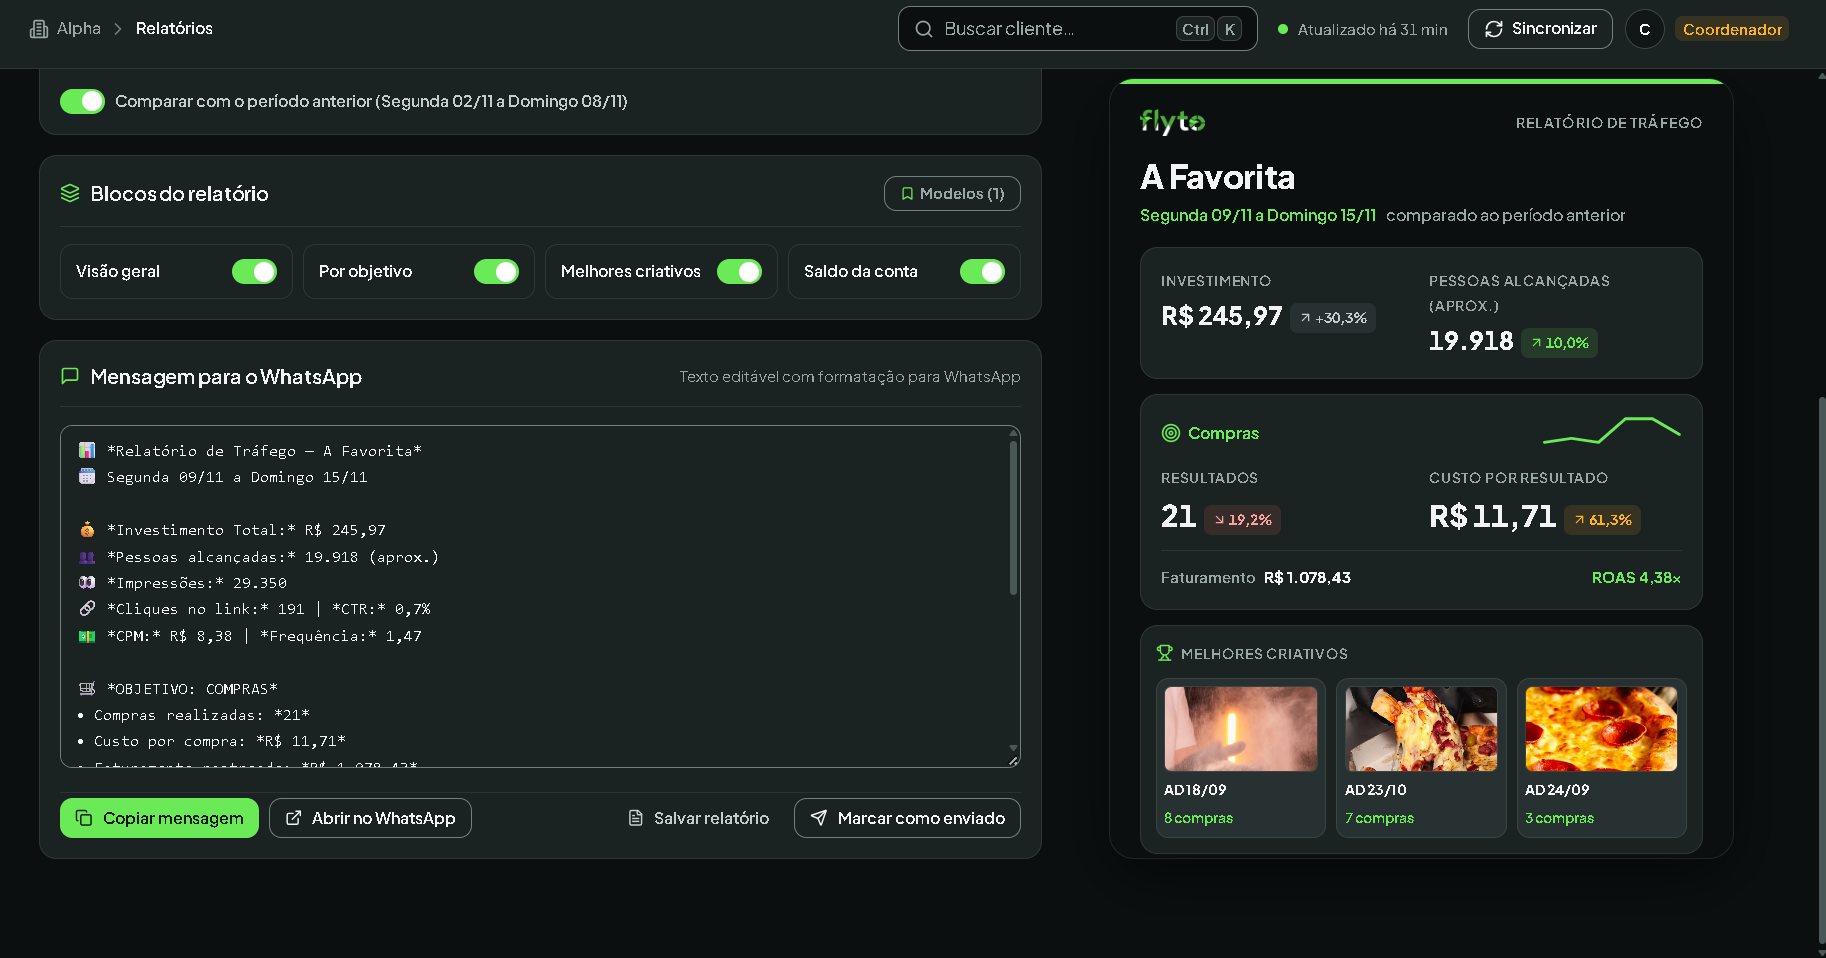 Alpha > Relatórios
Buscar cliente... Ctrl K
Atualizado há 31 min
Sincronizar
C
Coordenador
Comparar com o período anterior (Segunda 02/11 a Domingo 08/11)
Blocos do relatório
Modelos (1)
Visão geral
Por objetivo
Melhores criativos
Saldo da conta
Mensagem para o WhatsApp
Texto editável com formatação para WhatsApp
*Relatório de Tráfego — A Favorita*
Segunda 09/11 a Domingo 15/11
*Investimento Total:* R$ 245,97
*Pessoas alcançadas:* 19.918 (aprox.)
*Impressões:* 29.350
*Cliques no link:* 191 | *CTR:* 0,7%
*CPM:* R$ 8,38 | *Frequência:* 1,47
*OBJETIVO: COMPRAS*
• Compras realizadas: *21*
• Custo por compra: *R$ 11,71*
Copiar mensagem
Abrir no WhatsApp
Salvar relatório
Marcar como enviado
flyto
RELATÓRIO DE TRÁFEGO
A Favorita
Segunda 09/11 a Domingo 15/11 comparado ao período anterior
INVESTIMENTO
R$ 245,97 +30,3%
PESSOAS ALCANÇADAS
(APROX.)
19.918 10,0%
Compras
RESULTADOS
21 19,2%
CUSTO POR RESULTADO
R$ 11,71 61,3%
Faturamento R$ 1.078,43
ROAS 4,38×
MELHORES CRIATIVOS
AD 18/09
8 compras
AD 23/10
7 compras
AD 24/09
3 compras